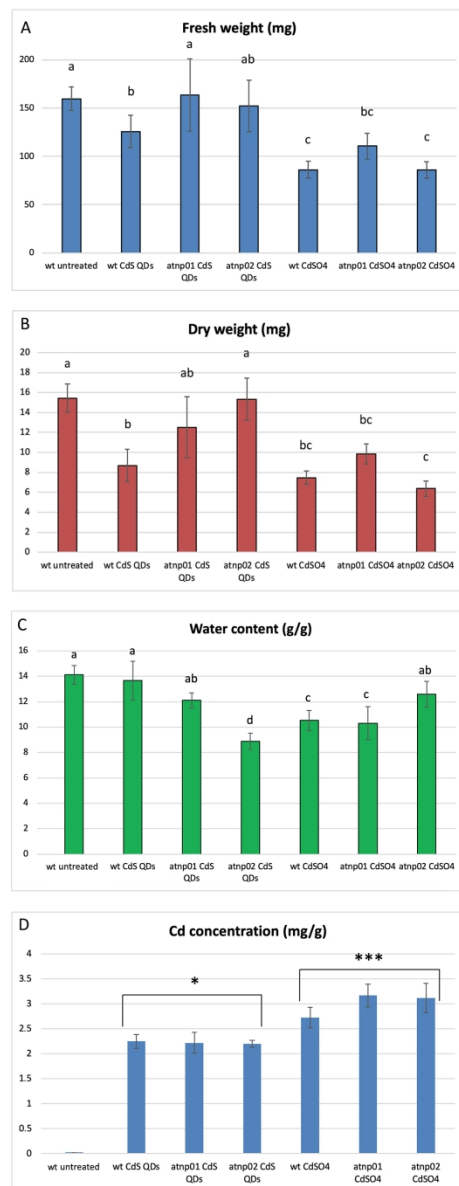 A
Fresh weight (mg)
200
150
100
50
0
a
b
a
ab
c
bc
c
wt untreated
wt CdS QDs
atnp01 CdS
QDs
atnp02 CdS
QDs
wt CdSO4
atnp01 CdSO4
atnp02 CdSO4
B
Dry weight (mg)
20
18
16
14
12
10
8
6
4
2
0
a
b
ab
a
bc
bc
c
wt untreated
wt CdS QDs
atnp01 CdS
QDs
atnp02 CdS
QDs
wt CdSO4
atnp01 CdSO4
atnp02 CdSO4
C
Water content (g/g)
16
14
12
10
8
6
4
2
0
a
a
ab
d
c
c
ab
wt untreated
wt CdS QDs
atnp01 CdS
QDs
atnp02 CdS
QDs
wt CdSO4
atnp01 CdSO4
atnp02 CdSO4
D
Cd concentration (mg/g)
4
3.5
3
2.5
2
1.5
1
0.5
0
*
***
wt untreated
wt CdS QDs
atnp01 CdS
QDs
atnp02 CdS
QDs
wt CdSO4
atnp01
CdSO4
atnp02
CdSO4